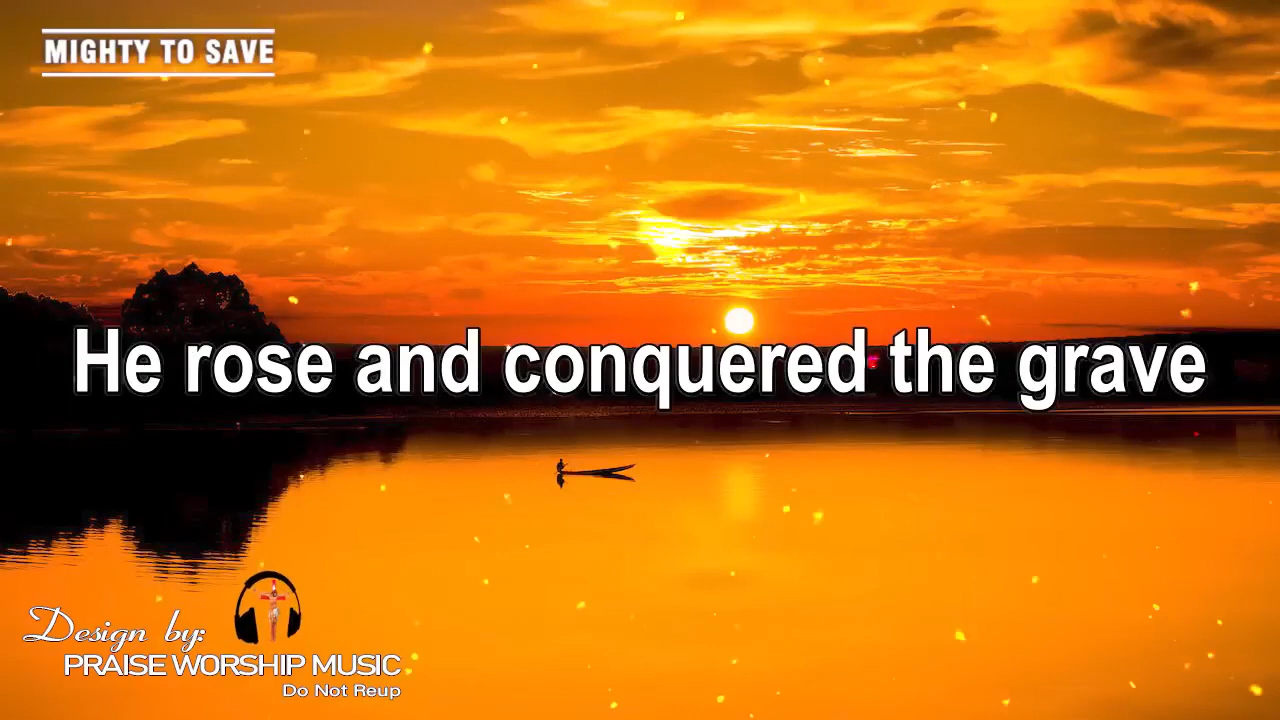 MIGHTY TO SAVE
He rose and conquered the grave
Design by:
PRAISE WORSHIP MUSIC
Do Not Reup